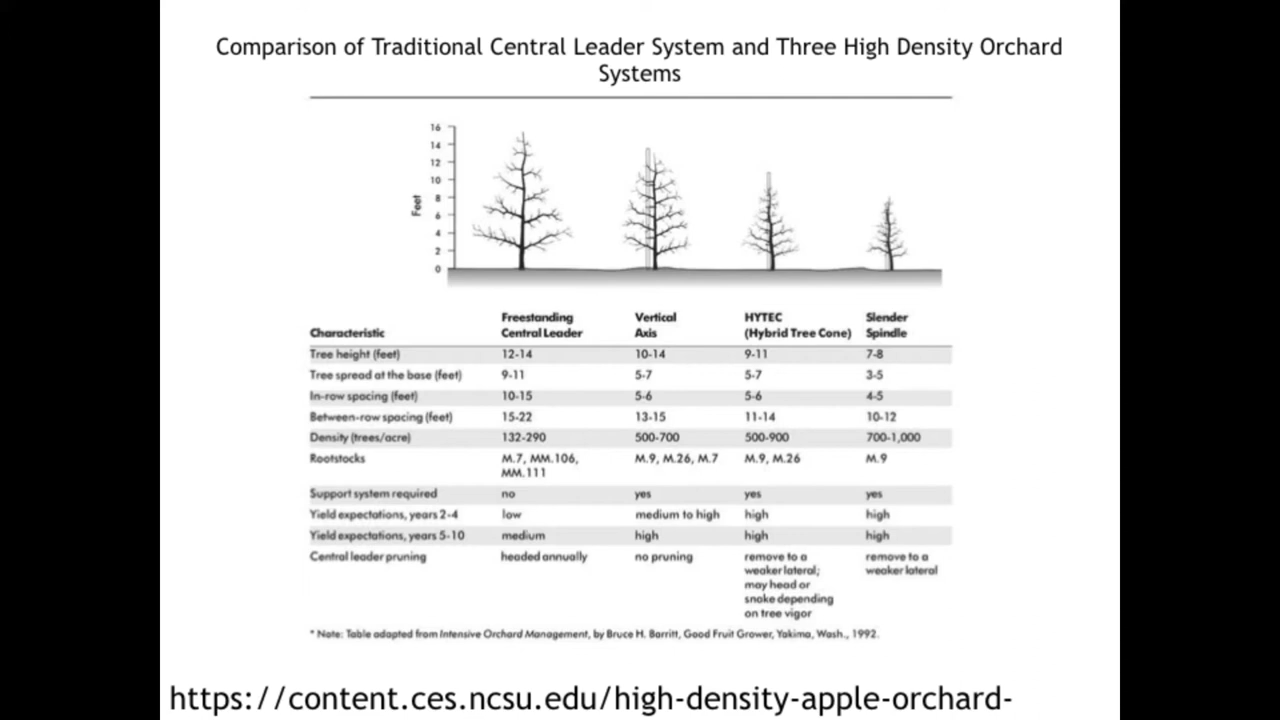 Comparison of Traditional Central Leader System and Three High Density Orchard
Systems
16
14
12
10
8
6
4
2
0
Feet
Characteristic Freestanding Central Leader Vertical Axis HYTEC (Hybrid Tree Cone) Slender Spindle
Tree height (feet) 12-14 10-14 9-11 7-8
Tree spread at the base (feet) 9-11 5-7 5-7 3-5
In-row spacing (feet) 10-15 5-6 5-6 4-5
Between-row spacing (feet) 15-22 13-15 11-14 10-12
Density (trees/acre) 132-290 500-700 500-900 700-1,000
Rootstocks M.7, MM.106, MM.111 M.9, M.26, M.7 M.9, M.26 M.9
Support system required no yes yes yes
Yield expectations, years 2-4 low medium to high high high
Yield expectations, years 5-10 medium high high high
Central leader pruning headed annually no pruning remove to a weaker lateral; may head or snake depending on tree vigor remove to a weaker lateral
* Note: Table adapted from Intensive Orchard Management, by Bruce H. Barritt, Good Fruit Grower, Yakima, Wash., 1992.
https://content.ces.ncsu.edu/high-density-apple-orchard-